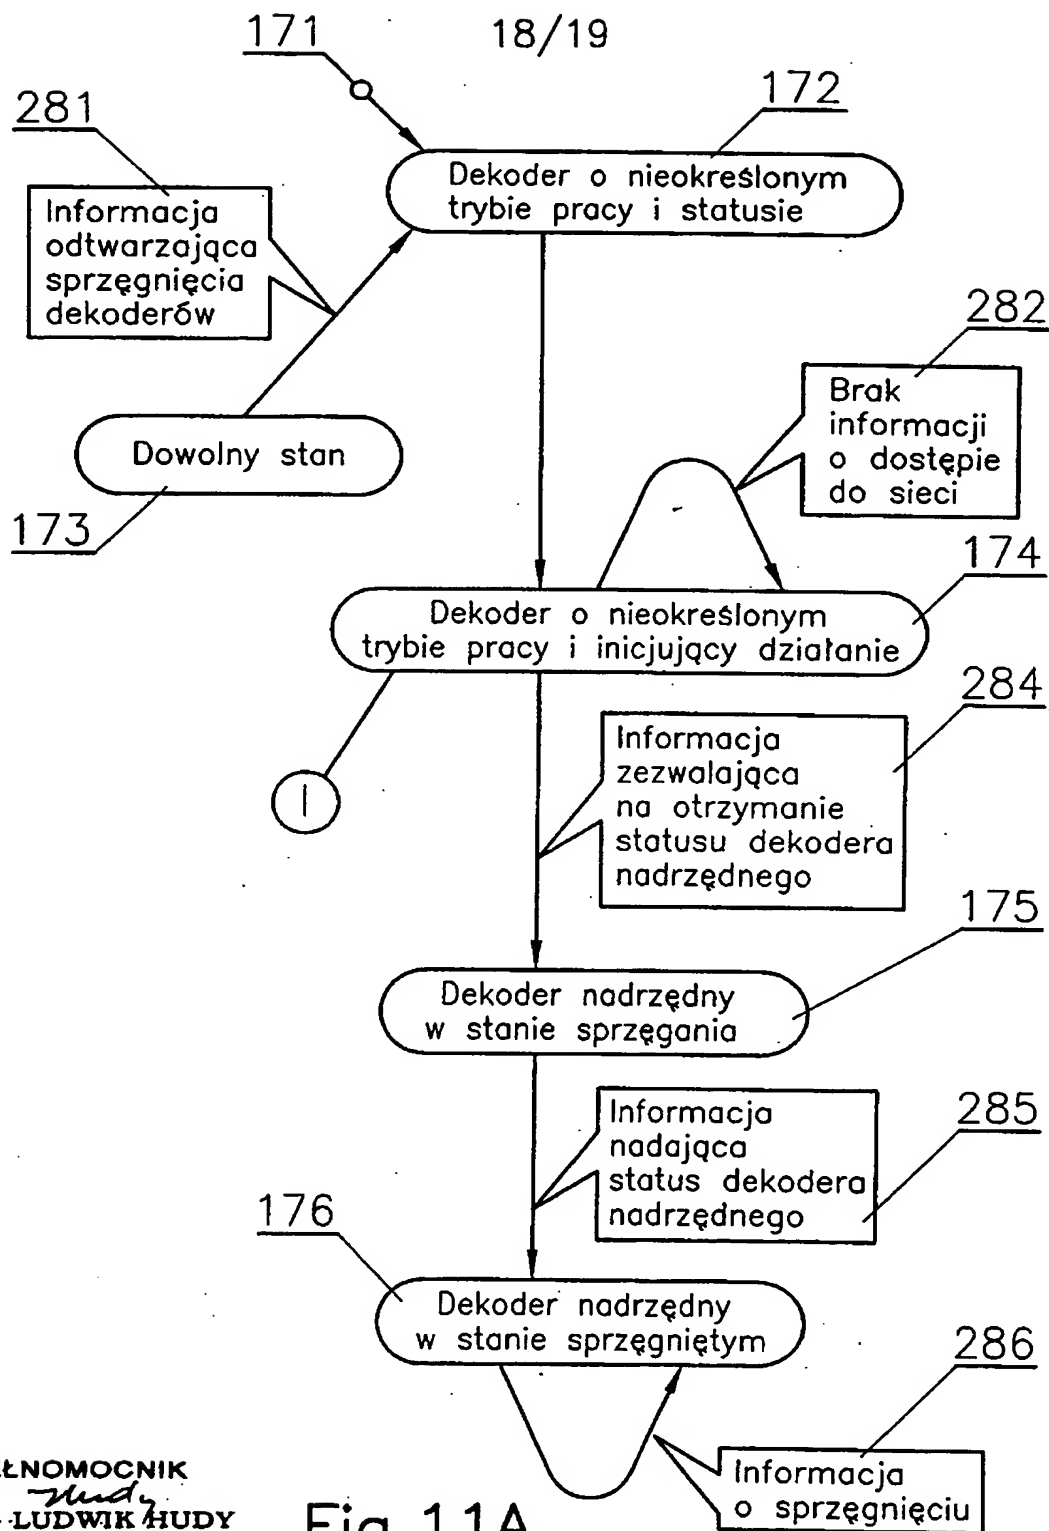 171
18/19
172
281
Dekoder o nieokreślonym
trybie pracy i statusie
Informacja
odtwarzająca
sprzęgnięcia
dekoderów
282
Brak
informacji
o dostępie
do sieci
Dowolny stan
173
174
Dekoder o nieokreślonym
trybie pracy i inicjujący działanie
284
Informacja
zezwalająca
na otrzymanie
statusu dekodera
nadrzędnego
I
175
Dekoder nadrzędny
w stanie sprzęgania
285
Informacja
nadająca
status dekodera
nadrzędnego
176
Dekoder nadrzędny
w stanie sprzęgniętym
286
Informacja
o sprzęgnięciu
ŁNOMOCNIK
Hudy
LUDWIK HUDY
Fig. 11A